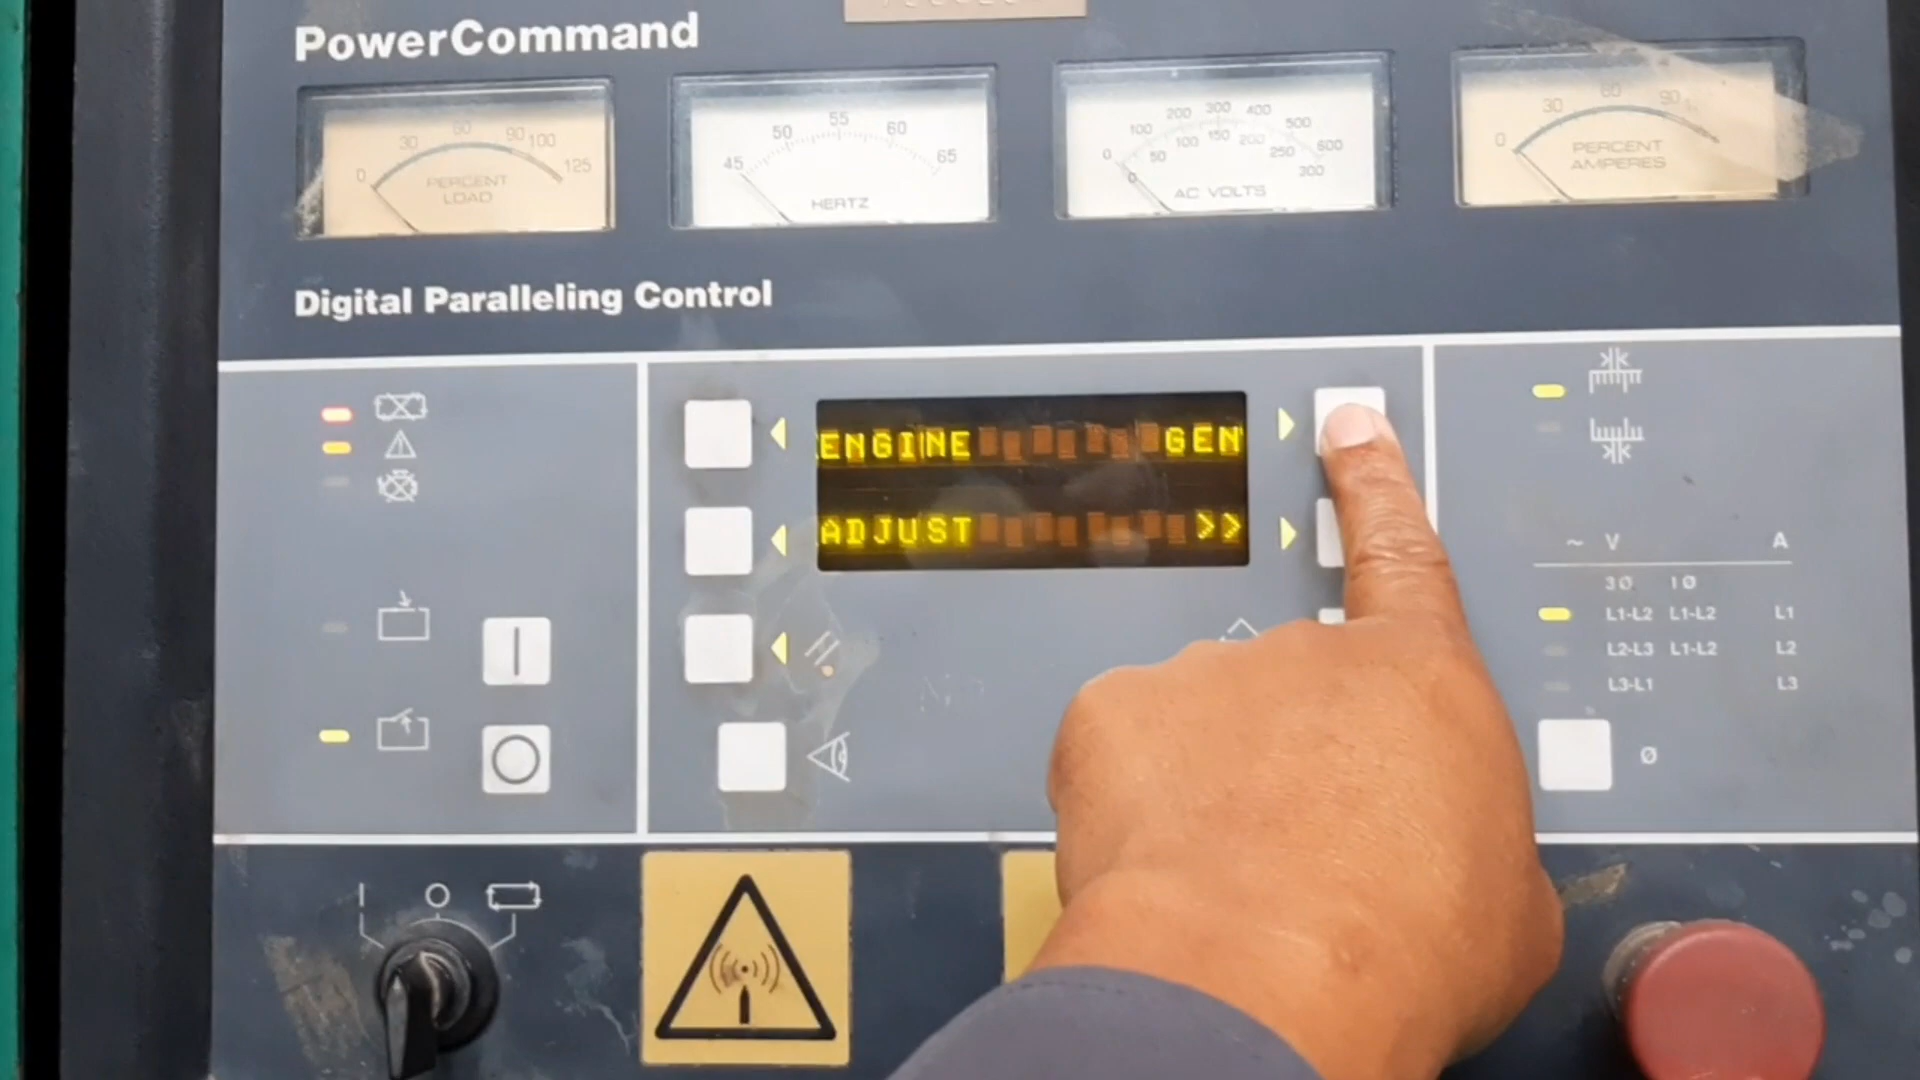 PowerCommand
0 30 60 90 100 125
PERCENT
LOAD
45 50 55 60 65
HERTZ
0 100 200 300 400 500 600
0 50 100 150 200 250 300
AC VOLTS
0 30 60 90
PERCENT
AMPERES
Digital Paralleling Control
ENGINE GEN
ADJUST >>
~ V A
3Ø 1Ø
L1-L2 L1-L2 L1
L2-L3 L1-L2 L2
L3-L1 L3
Ø
I O